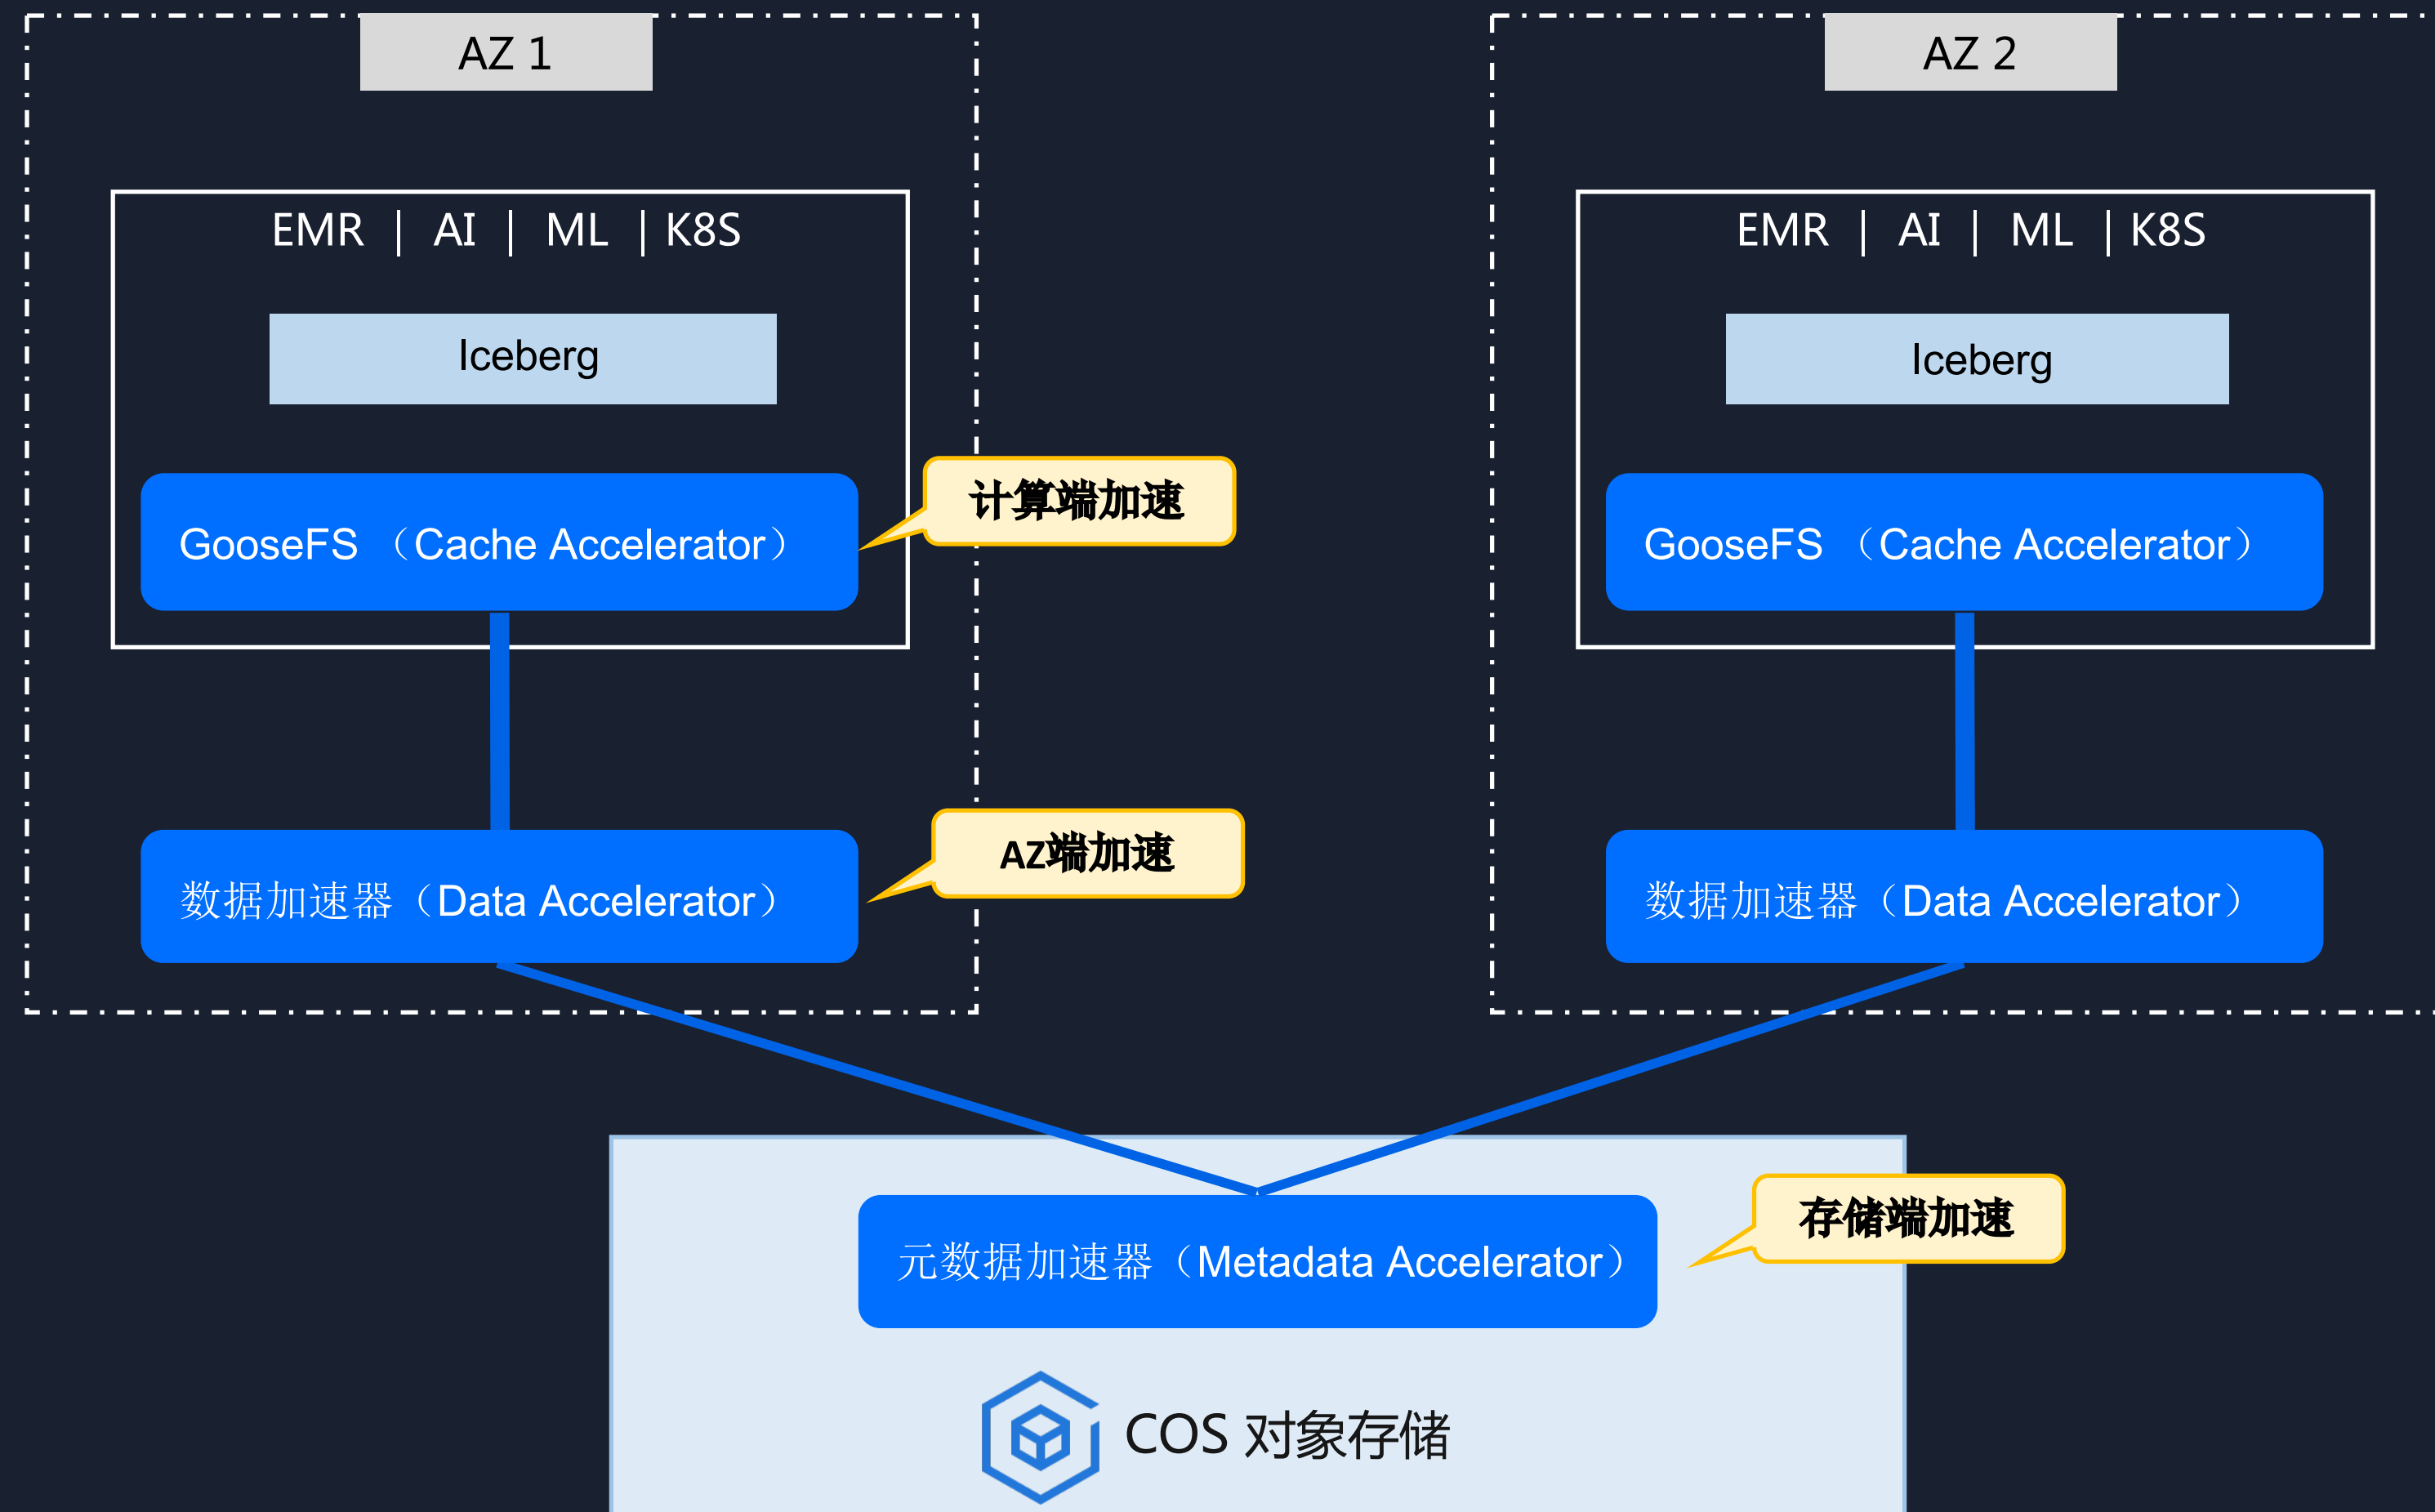 AZ 1
AZ 2
EMR | AI | ML | K8S
EMR | AI | ML | K8S
Iceberg
Iceberg
计算端加速
GooseFS （Cache Accelerator）
GooseFS （Cache Accelerator）
AZ端加速
数据加速器（Data Accelerator）
数据加速器（Data Accelerator）
存储端加速
元数据加速器（Metadata Accelerator）
COS 对象存储